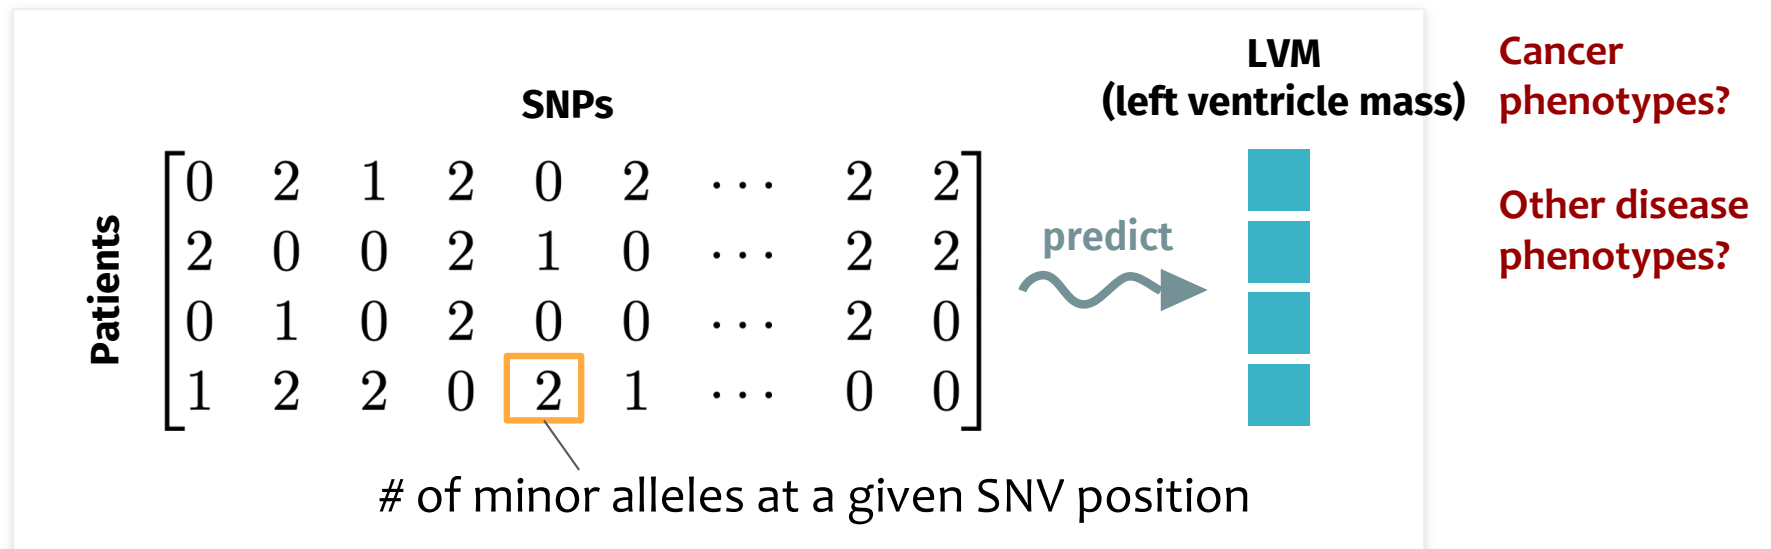 SNPs
LVM
(left ventricle mass)
Cancer
phenotypes?
Other disease
phenotypes?
Patients
0 2 1 2 0 2 ··· 2 2
2 0 0 2 1 0 ··· 2 2
0 1 0 2 0 0 ··· 2 0
1 2 2 0 2 1 ··· 0 0
predict
# of minor alleles at a given SNV position